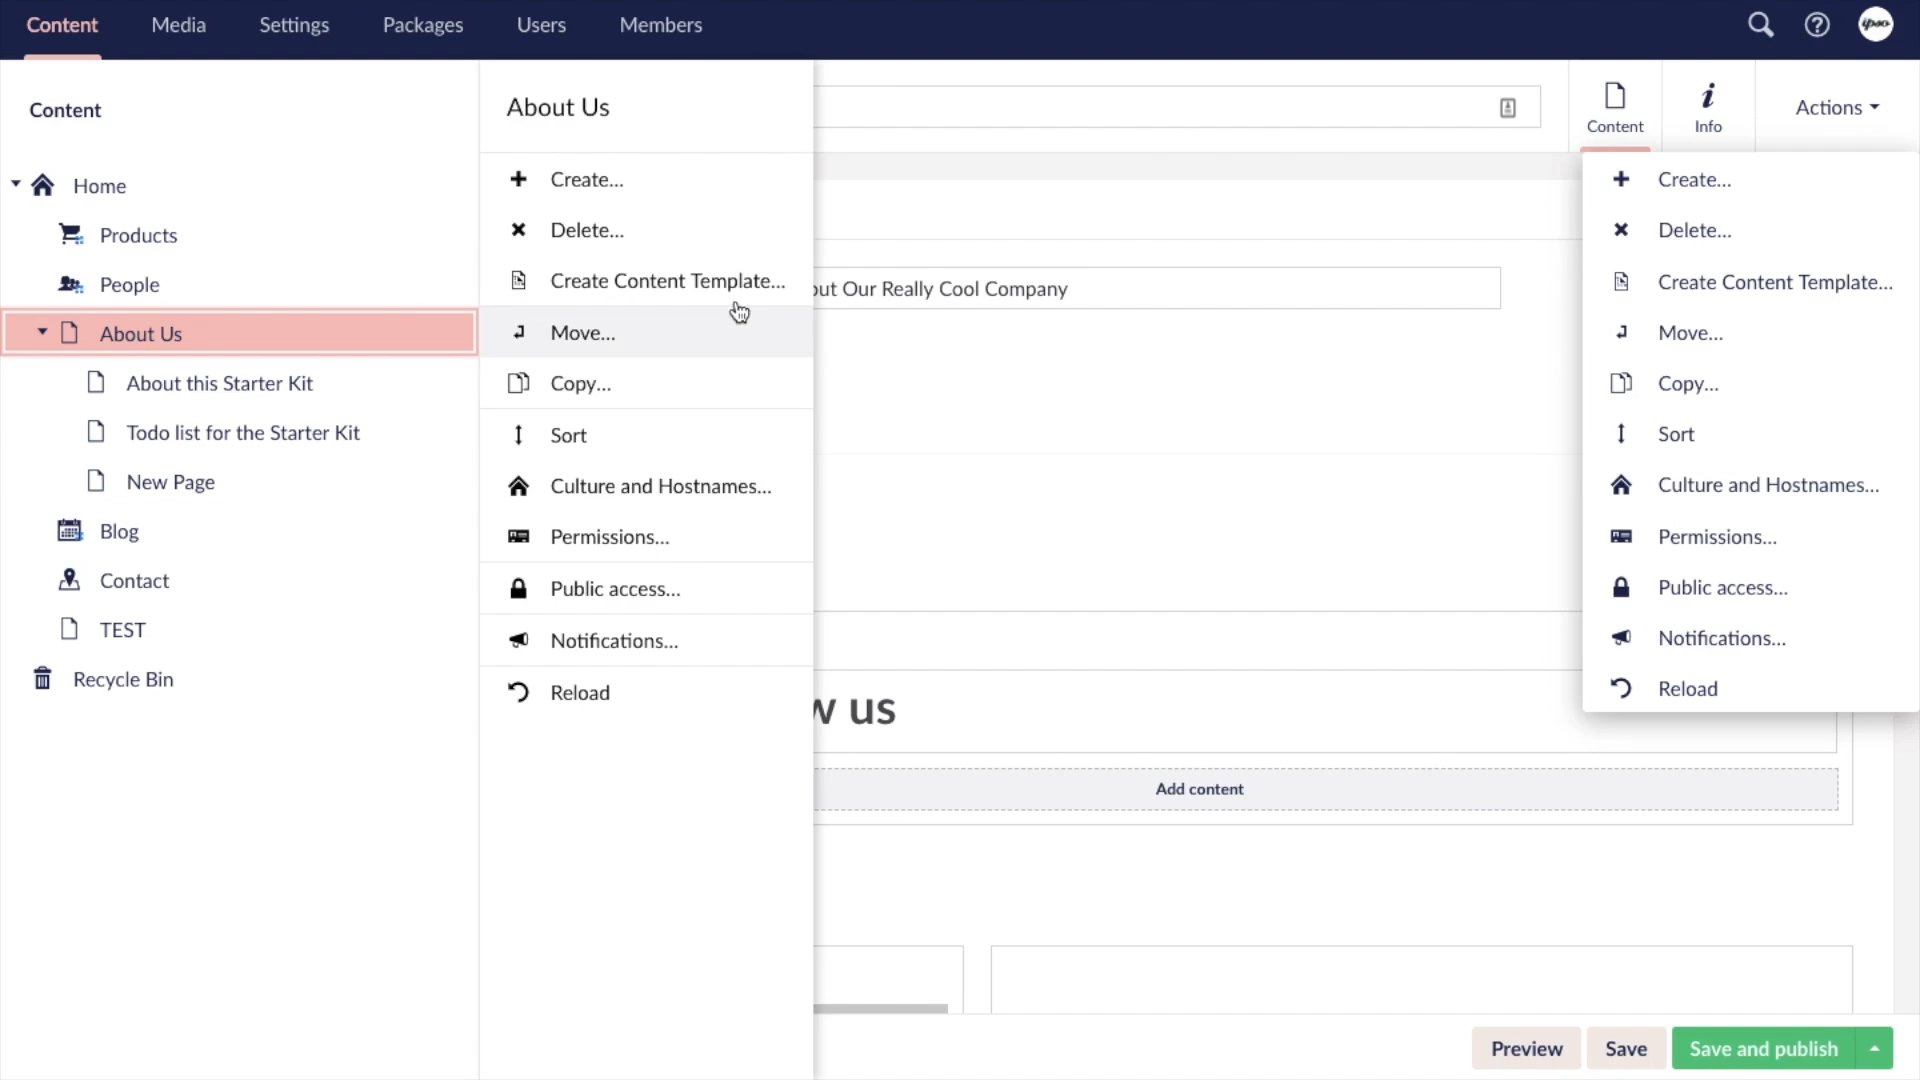 Content Media Settings Packages Users Members
ipso
Content
Home
Products
People
About Us
About this Starter Kit
Todo list for the Starter Kit
New Page
Blog
Contact
TEST
Recycle Bin
About Us
Create...
Delete...
Create Content Template...
Move...
Copy...
Sort
Culture and Hostnames...
Permissions...
Public access...
Notifications...
Reload
Content
Info
Actions
Our Really Cool Company
us
Add content
Create...
Delete...
Create Content Template...
Move...
Copy...
Sort
Culture and Hostnames...
Permissions...
Public access...
Notifications...
Reload
Preview Save Save and publish